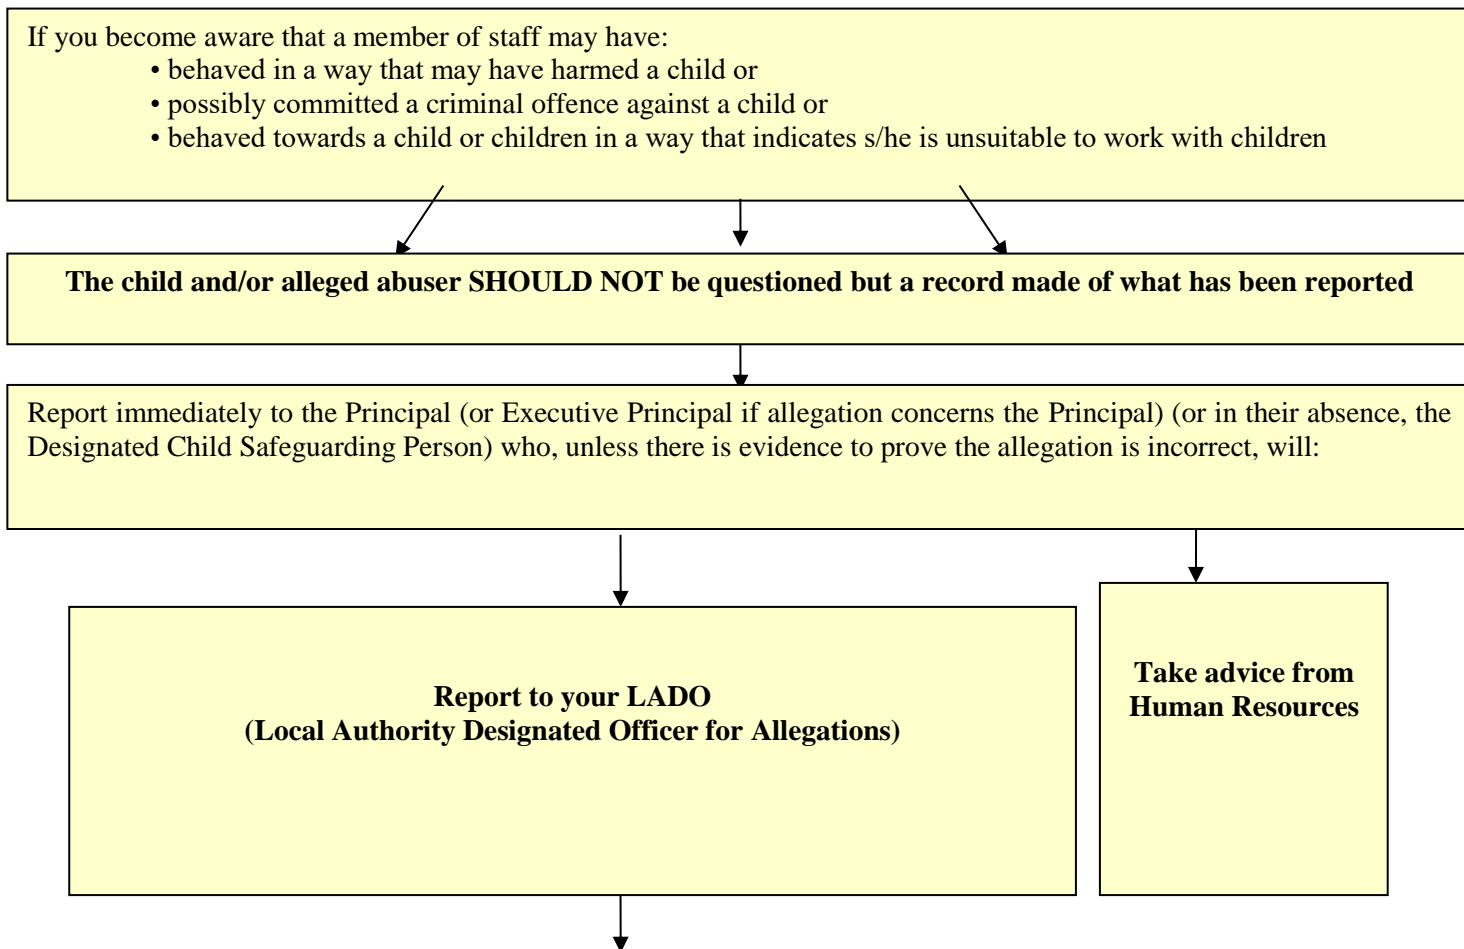 If you become aware that a member of staff may have:
• behaved in a way that may have harmed a child or
• possibly committed a criminal offence against a child or
• behaved towards a child or children in a way that indicates s/he is unsuitable to work with children
The child and/or alleged abuser SHOULD NOT be questioned but a record made of what has been reported
Report immediately to the Principal (or Executive Principal if allegation concerns the Principal) (or in their absence, the
Designated Child Safeguarding Person) who, unless there is evidence to prove the allegation is incorrect, will:
Report to your LADO
(Local Authority Designated Officer for Allegations)
Take advice from
Human Resources